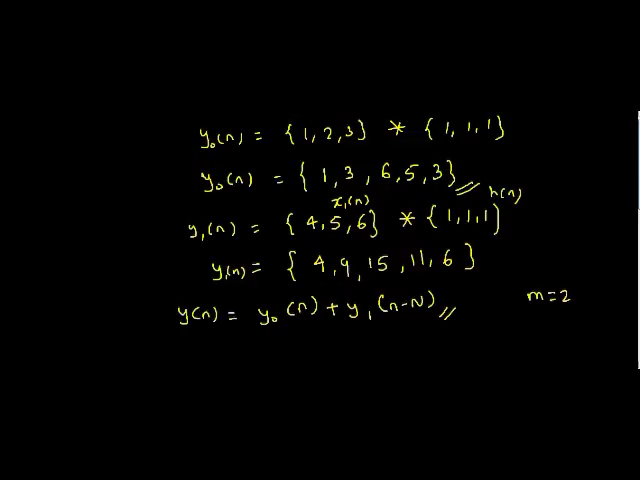 y₀(n) = {1, 2, 3} * {1, 1, 1}
y₀(n) = {1, 3, 6, 5, 3}
x₁(n) h(n)
y₁(n) = {4, 5, 6} * {1, 1, 1}
y₁(n) = {4, 9, 15, 11, 6}
y(n) = y₀(n) + y₁(n-N) m=2